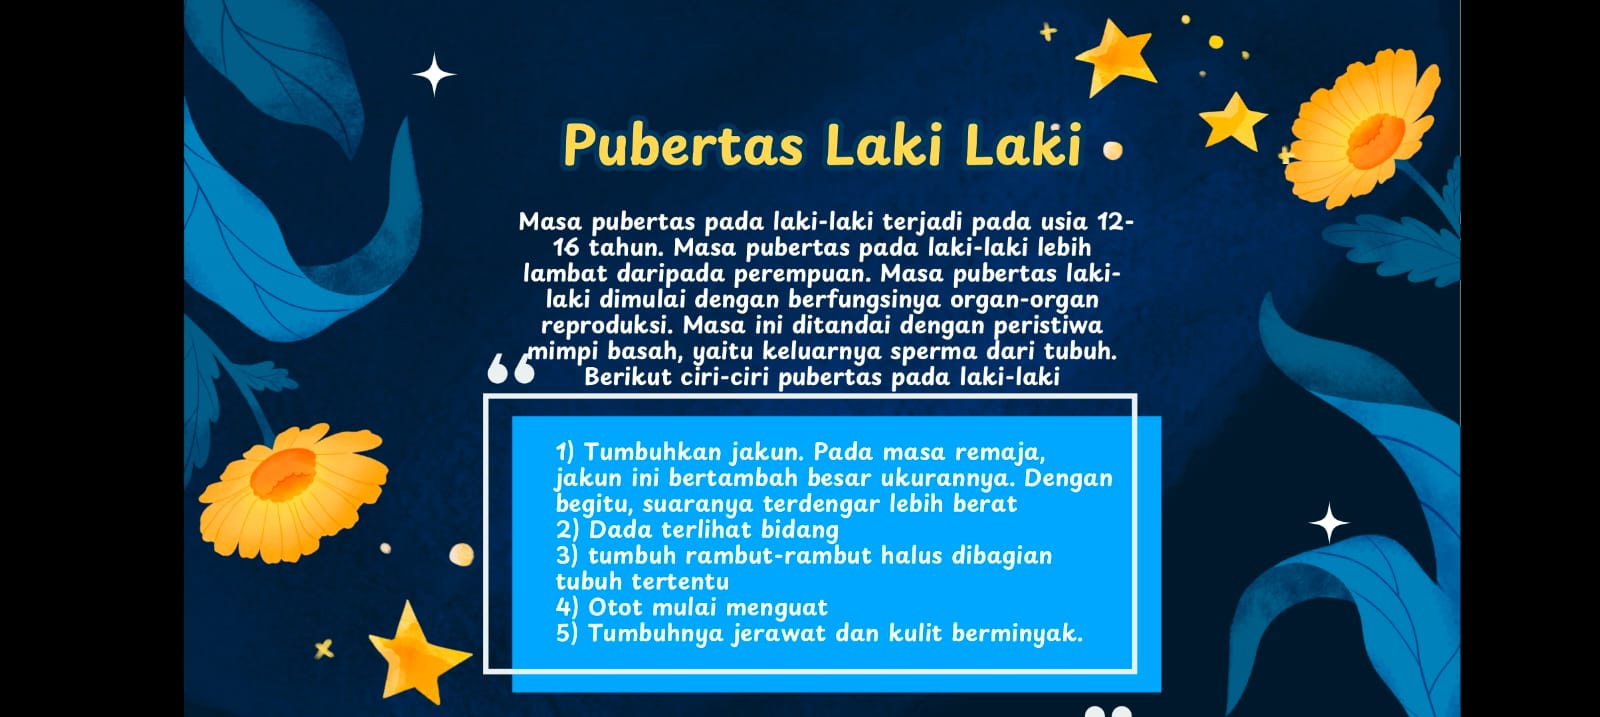 Pubertas Laki Laki
Masa pubertas pada laki-laki terjadi pada usia 12-
16 tahun. Masa pubertas pada laki-laki lebih
lambat daripada perempuan. Masa pubertas laki-
laki dimulai dengan berfungsinya organ-organ
reproduksi. Masa ini ditandai dengan peristiwa
mimpi basah, yaitu keluarnya sperma dari tubuh.
Berikut ciri-ciri pubertas pada laki-laki
1) Tumbuhkan jakun. Pada masa remaja,
jakun ini bertambah besar ukurannya. Dengan
begitu, suaranya terdengar lebih berat
2) Dada terlihat bidang
3) tumbuh rambut-rambut halus dibagian
tubuh tertentu
4) Otot mulai menguat
5) Tumbuhnya jerawat dan kulit berminyak.